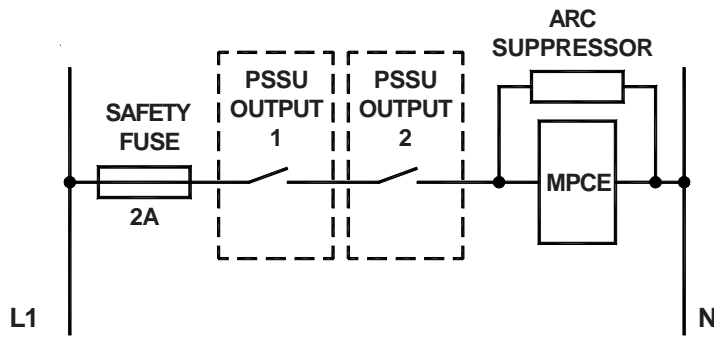 ARC
SUPPRESSOR
PSSU
OUTPUT
1
PSSU
OUTPUT
2
SAFETY
FUSE
2A
MPCE
L1
N